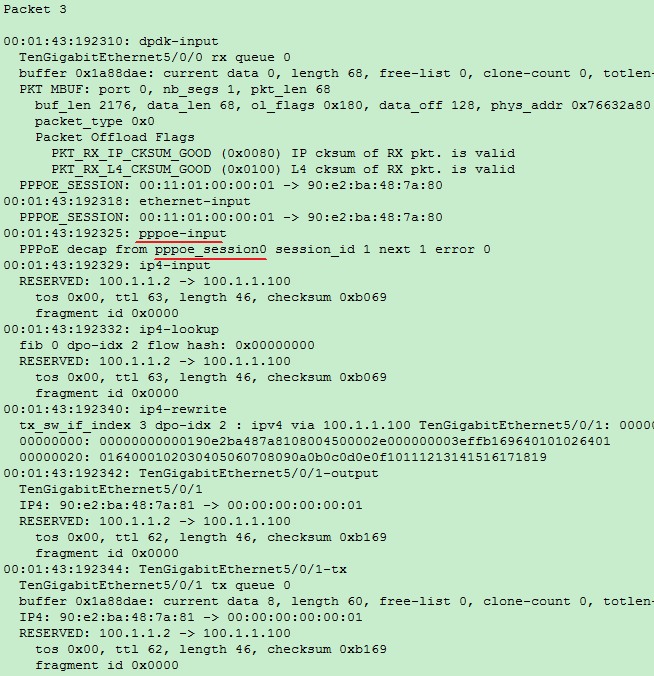 Packet 3
00:01:43:192310: dpdk-input
TenGigabitEthernet5/0/0 rx queue 0
buffer 0x1a88dae: current data 0, length 68, free-list 0, clone-count 0, totlen-
PKT MBUF: port 0, nb_segs 1, pkt_len 68
buf_len 2176, data_len 68, ol_flags 0x180, data_off 128, phys_addr 0x76632a80
packet_type 0x0
Packet Offload Flags
PKT_RX_IP_CKSUM_GOOD (0x0080) IP cksum of RX pkt. is valid
PKT_RX_L4_CKSUM_GOOD (0x0100) L4 cksum of RX pkt. is valid
PPPOE_SESSION: 00:11:01:00:00:01 -> 90:e2:ba:48:7a:80
00:01:43:192318: ethernet-input
PPPOE_SESSION: 00:11:01:00:00:01 -> 90:e2:ba:48:7a:80
00:01:43:192325: pppoe-input
PPPoE decap from pppoe_session0 session_id 1 next 1 error 0
00:01:43:192329: ip4-input
RESERVED: 100.1.1.2 -> 100.1.1.100
tos 0x00, ttl 63, length 46, checksum 0xb069
fragment id 0x0000
00:01:43:192332: ip4-lookup
fib 0 dpo-idx 2 flow hash: 0x00000000
RESERVED: 100.1.1.2 -> 100.1.1.100
tos 0x00, ttl 63, length 46, checksum 0xb069
fragment id 0x0000
00:01:43:192340: ip4-rewrite
tx_sw_if_index 3 dpo-idx 2 : ipv4 via 100.1.1.100 TenGigabitEthernet5/0/1: 00000
00000000: 00000000000190e2ba487a8108004500002e000000003effb169640101026401
00000020: 0164000102030405060708090a0b0c0d0e0f10111213141516171819
00:01:43:192342: TenGigabitEthernet5/0/1-output
TenGigabitEthernet5/0/1
IP4: 90:e2:ba:48:7a:81 -> 00:00:00:00:00:01
RESERVED: 100.1.1.2 -> 100.1.1.100
tos 0x00, ttl 62, length 46, checksum 0xb169
fragment id 0x0000
00:01:43:192344: TenGigabitEthernet5/0/1-tx
TenGigabitEthernet5/0/1 tx queue 0
buffer 0x1a88dae: current data 8, length 60, free-list 0, clone-count 0, totlen-
IP4: 90:e2:ba:48:7a:81 -> 00:00:00:00:00:01
RESERVED: 100.1.1.2 -> 100.1.1.100
tos 0x00, ttl 62, length 46, checksum 0xb169
fragment id 0x0000